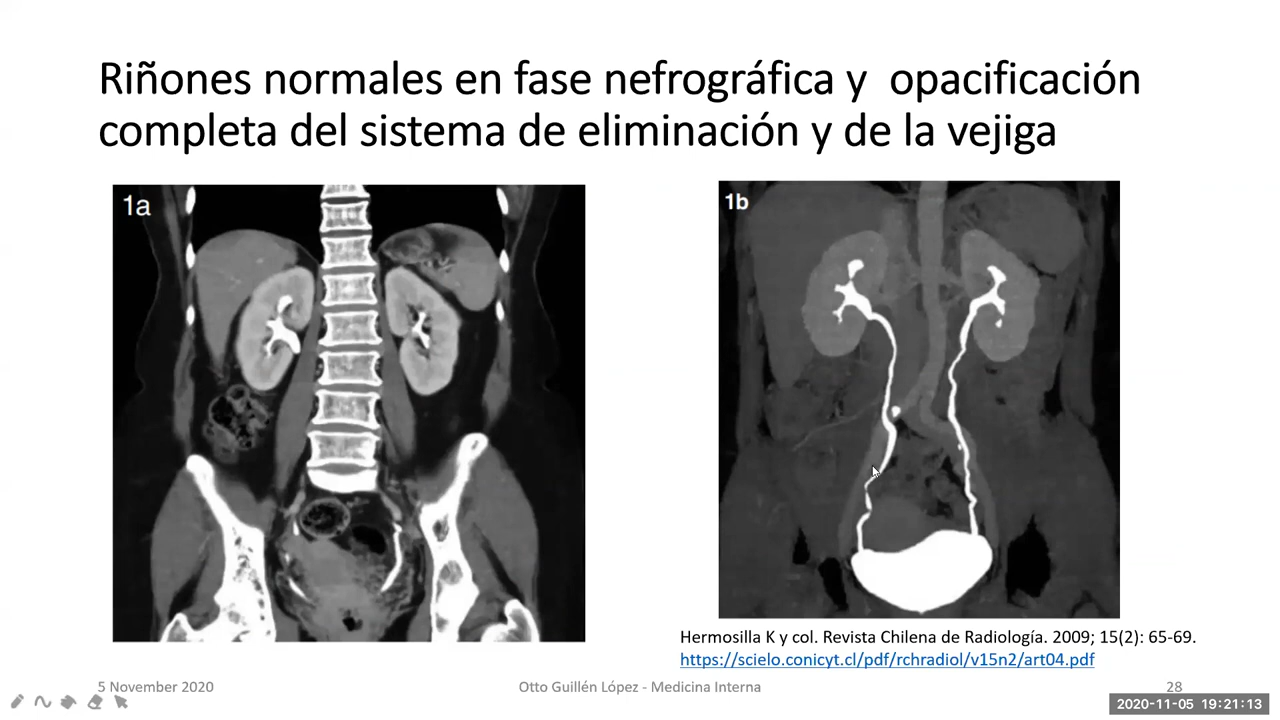 Riñones normales en fase nefrográfica y opacificación
completa del sistema de eliminación y de la vejiga
1a
1b
Hermosilla K y col. Revista Chilena de Radiología. 2009; 15(2): 65-69.
https://scielo.conicyt.cl/pdf/rchradiol/v15n2/art04.pdf
5 November 2020
Otto Guillén López - Medicina Interna
28
2020-11-05 19:21:13